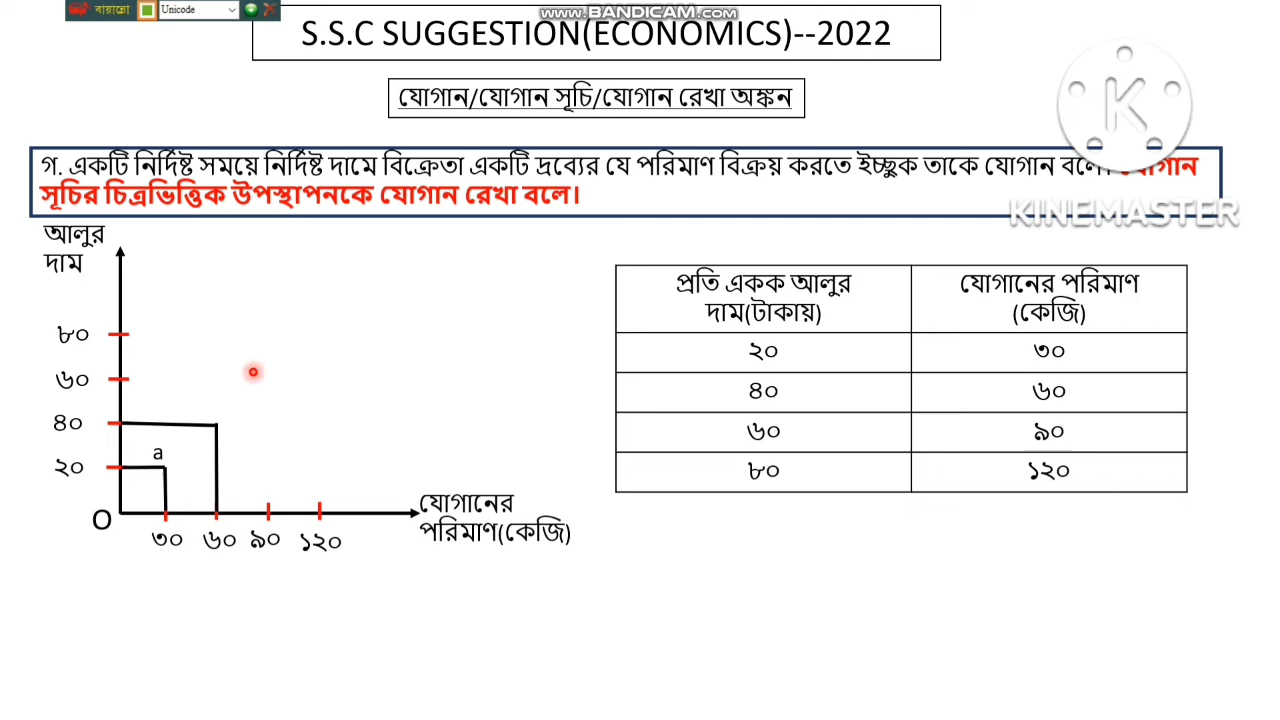 বায়ান্নো Unicode
www.BANDICAM.com
S.S.C SUGGESTION(ECONOMICS)--2022
যোগান/যোগান সূচি/যোগান রেখা অঙ্কন
K
গ. একটি নির্দিষ্ট সময়ে নির্দিষ্ট দামে বিক্রেতা একটি দ্রব্যের যে পরিমাণ বিক্রয় করতে ইচ্ছুক তাকে যোগান বলে।
সূচির চিত্রভিত্তিক উপস্থাপনকে যোগান রেখা বলে।
KINEMASTER
আলুর
দাম
৮০
৬০
৪০
২০
a
O
৩০ ৬০ ৯০ ১২০
যোগানের
পরিমাণ(কেজি)
প্রতি একক আলুর যোগানের পরিমাণ
দাম(টাকায়) (কেজি)
২০ ৩০
৪০ ৬০
৬০ ৯০
৮০ ১২০